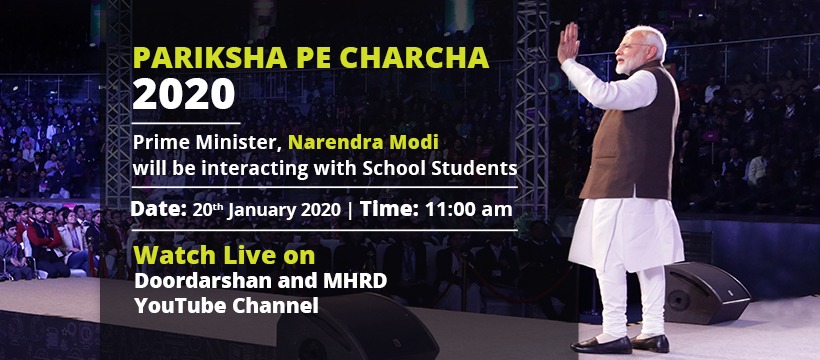 PARIKSHA PE CHARCHA
2020
Prime Minister, Narendra Modi
will be interacting with School Students
Date: 20th January 2020 | Time: 11:00 am
Watch Live on
Doordarshan and MHRD
YouTube Channel